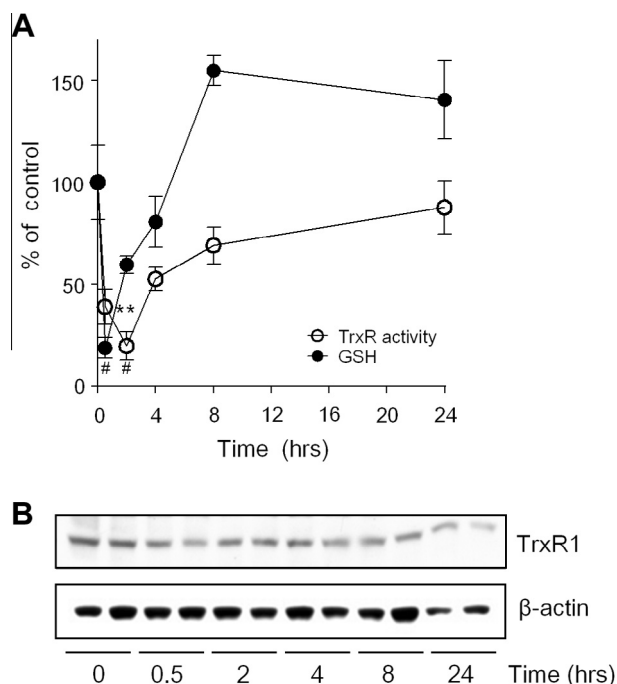 A
% of control
150
100
50
0
**
# #
TrxR activity
GSH
0 4 8 12 16 20 24
Time (hrs)
B
TrxR1
β-actin
0 0.5 2 4 8 24 Time (hrs)